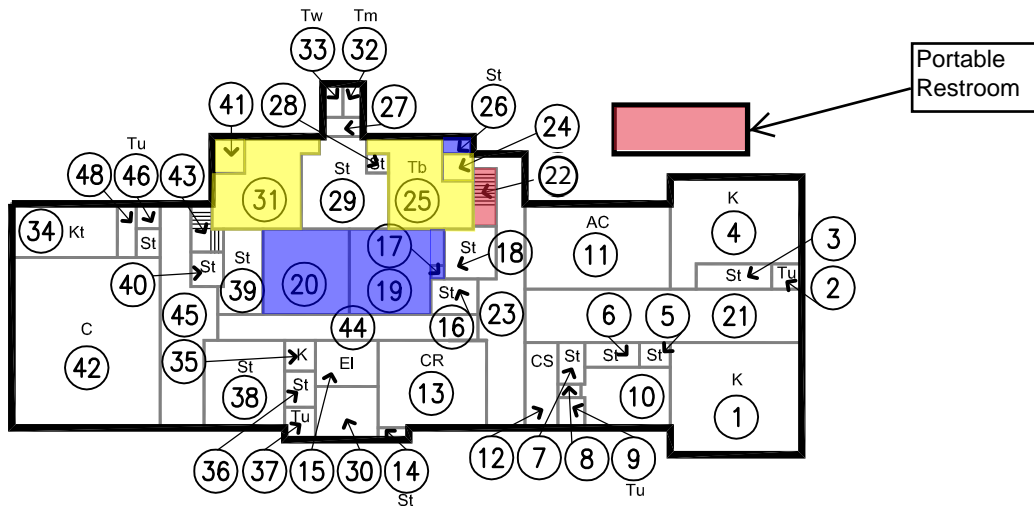 Tw Tm
33 32
Portable
Restroom
St
41 28 27 26 24
Tu
48 46 43
St
St Tb
22
31 29 25
34 Kt
St
AC
K
4
3
17 St 18
11
St
40 St
St
39
20 19
St Tu
2
C
42
45
44
St
16
23
6 5
21
35 K
EI
CR
13
CS St St St
K
1
St
38
St
10
Tu
36 37 15 30 14
St
12 7 8 9
Tu